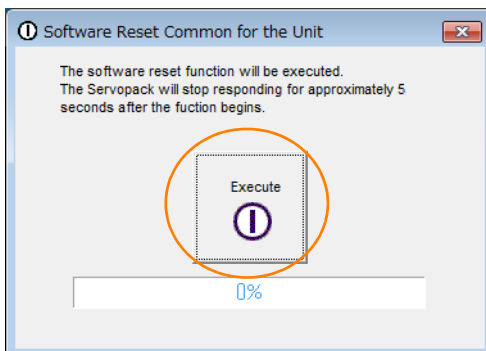 Software Reset Common for the Unit
The software reset function will be executed.
The Servopack will stop responding for approximately 5
seconds after the fuction begins.
Execute
0%